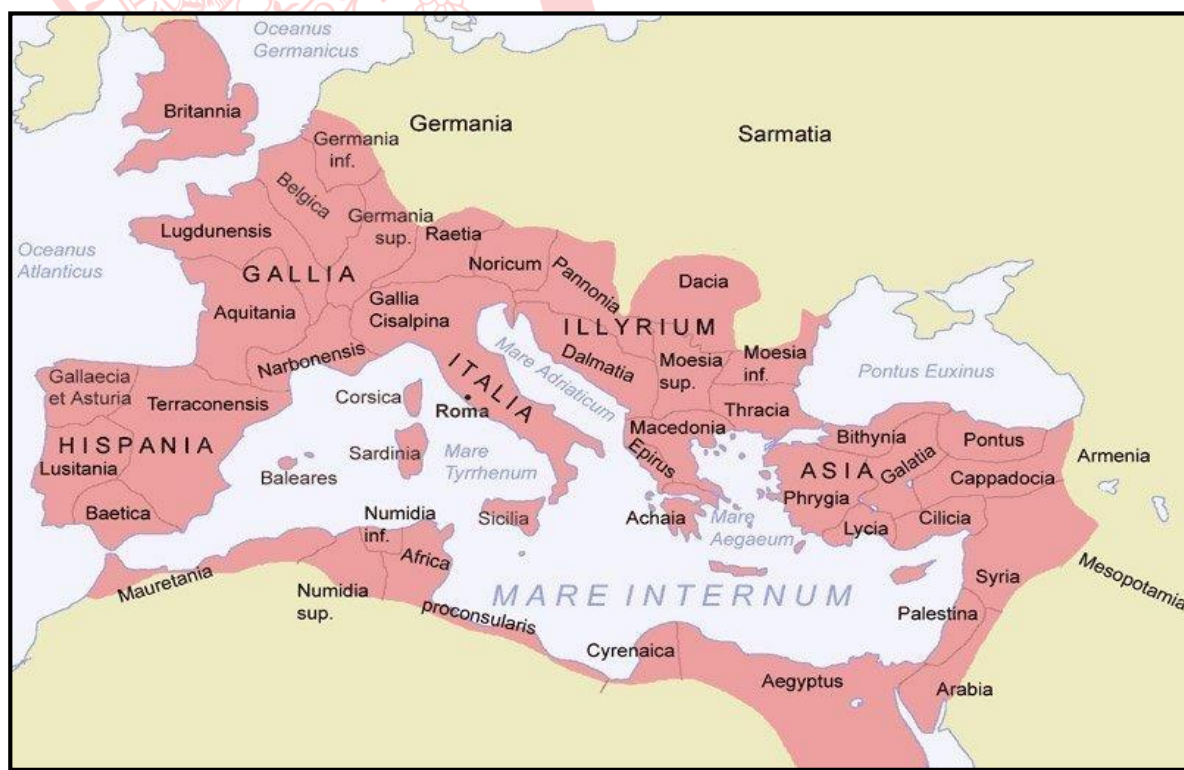 Oceanus
Germanicus
Britannia
Germania
Sarmatia
Germania
inf.
Belgica
Germania
sup.
Lugdunensis
Raetia
Oceanus
Atlanticus
GALLIA
Noricum
Pannonia
Dacia
Aquitania
Gallia
Cisalpina
ILLYRIUM
Narbonensis
Dalmatia
Moesia
sup.
Moesia
inf.
Pontus Euxinus
Gallaecia
et Asturia
Terraconensis
Corsica
ITALIA
Roma
Mare Adriaticum
Thracia
Macedonia
Epirus
Bithynia
Pontus
Armenia
HISPANIA
Lusitania
Baetica
Baleares
Sardinia
Mare
Tyrrhenum
ASIA
Galatia
Cappadocia
Phrygia
Sicilia
Achaia
Mare
Aegaeum
Lycia
Cilicia
Numidia
inf.
Africa
proconsularis
Mauretania
Numidia
sup.
MARE INTERNUM
Syria
Mesopotamia
Palestina
Cyrenaica
Aegyptus
Arabia